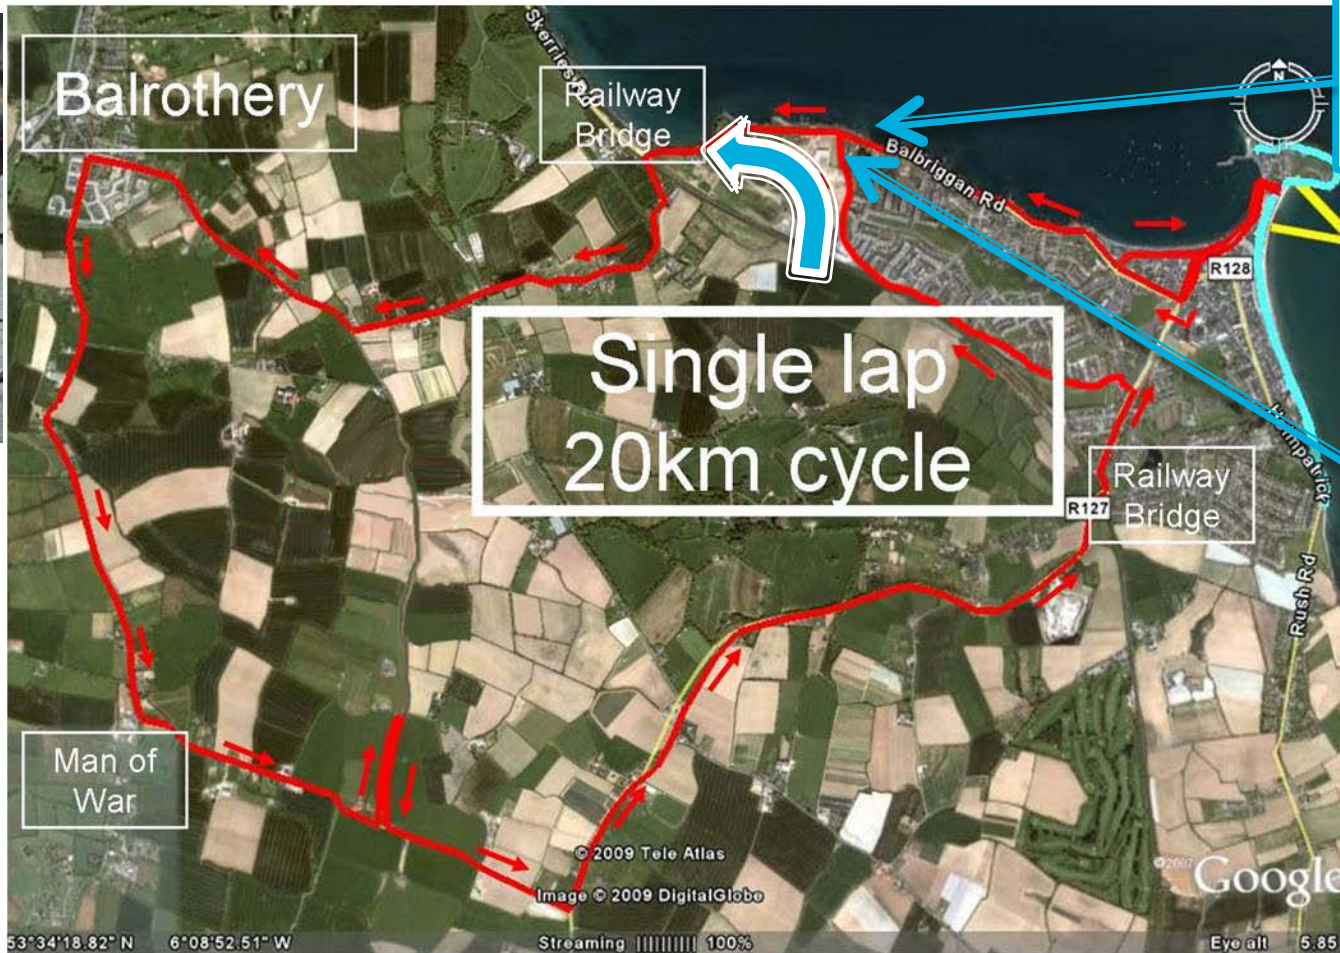 Balrothery
Skerries Rd
Railway
Bridge
Balbriggan Rd
R128
Single lap
20km cycle
Railway
Bridge
R127
Rush Rd
Man of
War
© 2009 Tele Atlas
Image © 2009 DigitalGlobe
©2007 Google
N
53°34'18.82" N 6°08'52.51" W
Streaming |||||||||| 100%
Eye alt 5.85